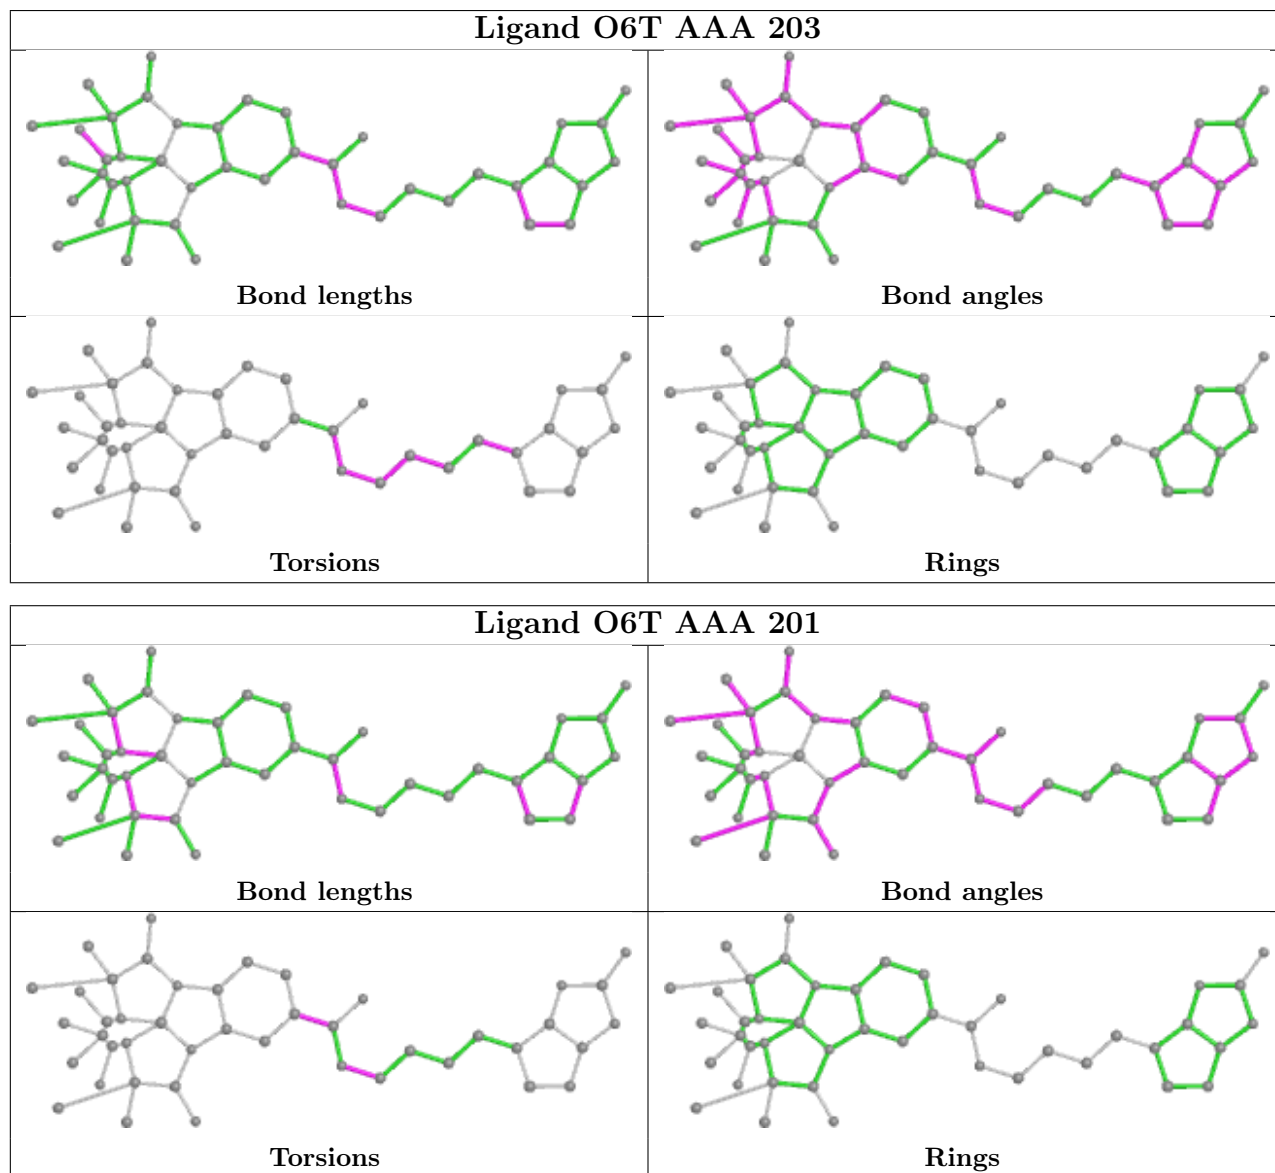 Ligand O6T AAA 203
Bond lengths
Bond angles
Torsions
Rings
Ligand O6T AAA 201
Bond lengths
Bond angles
Torsions
Rings